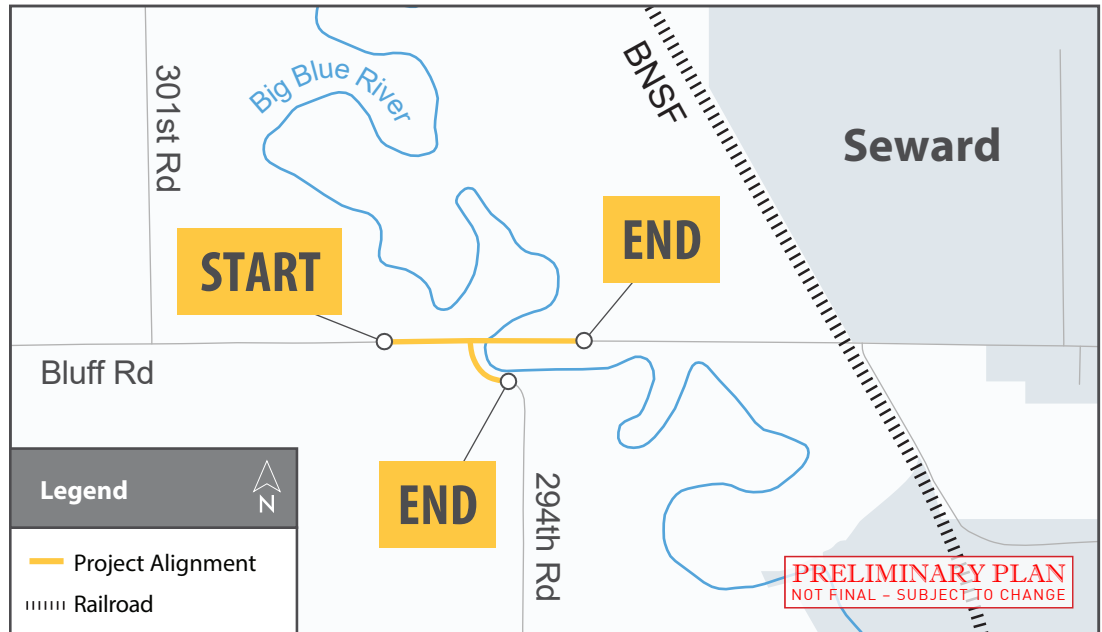 301st Rd
Big Blue River
BNSF
Seward
START
END
Bluff Rd
END
294th Rd
Legend
N
Project Alignment
Railroad
PRELIMINARY PLAN
NOT FINAL – SUBJECT TO CHANGE